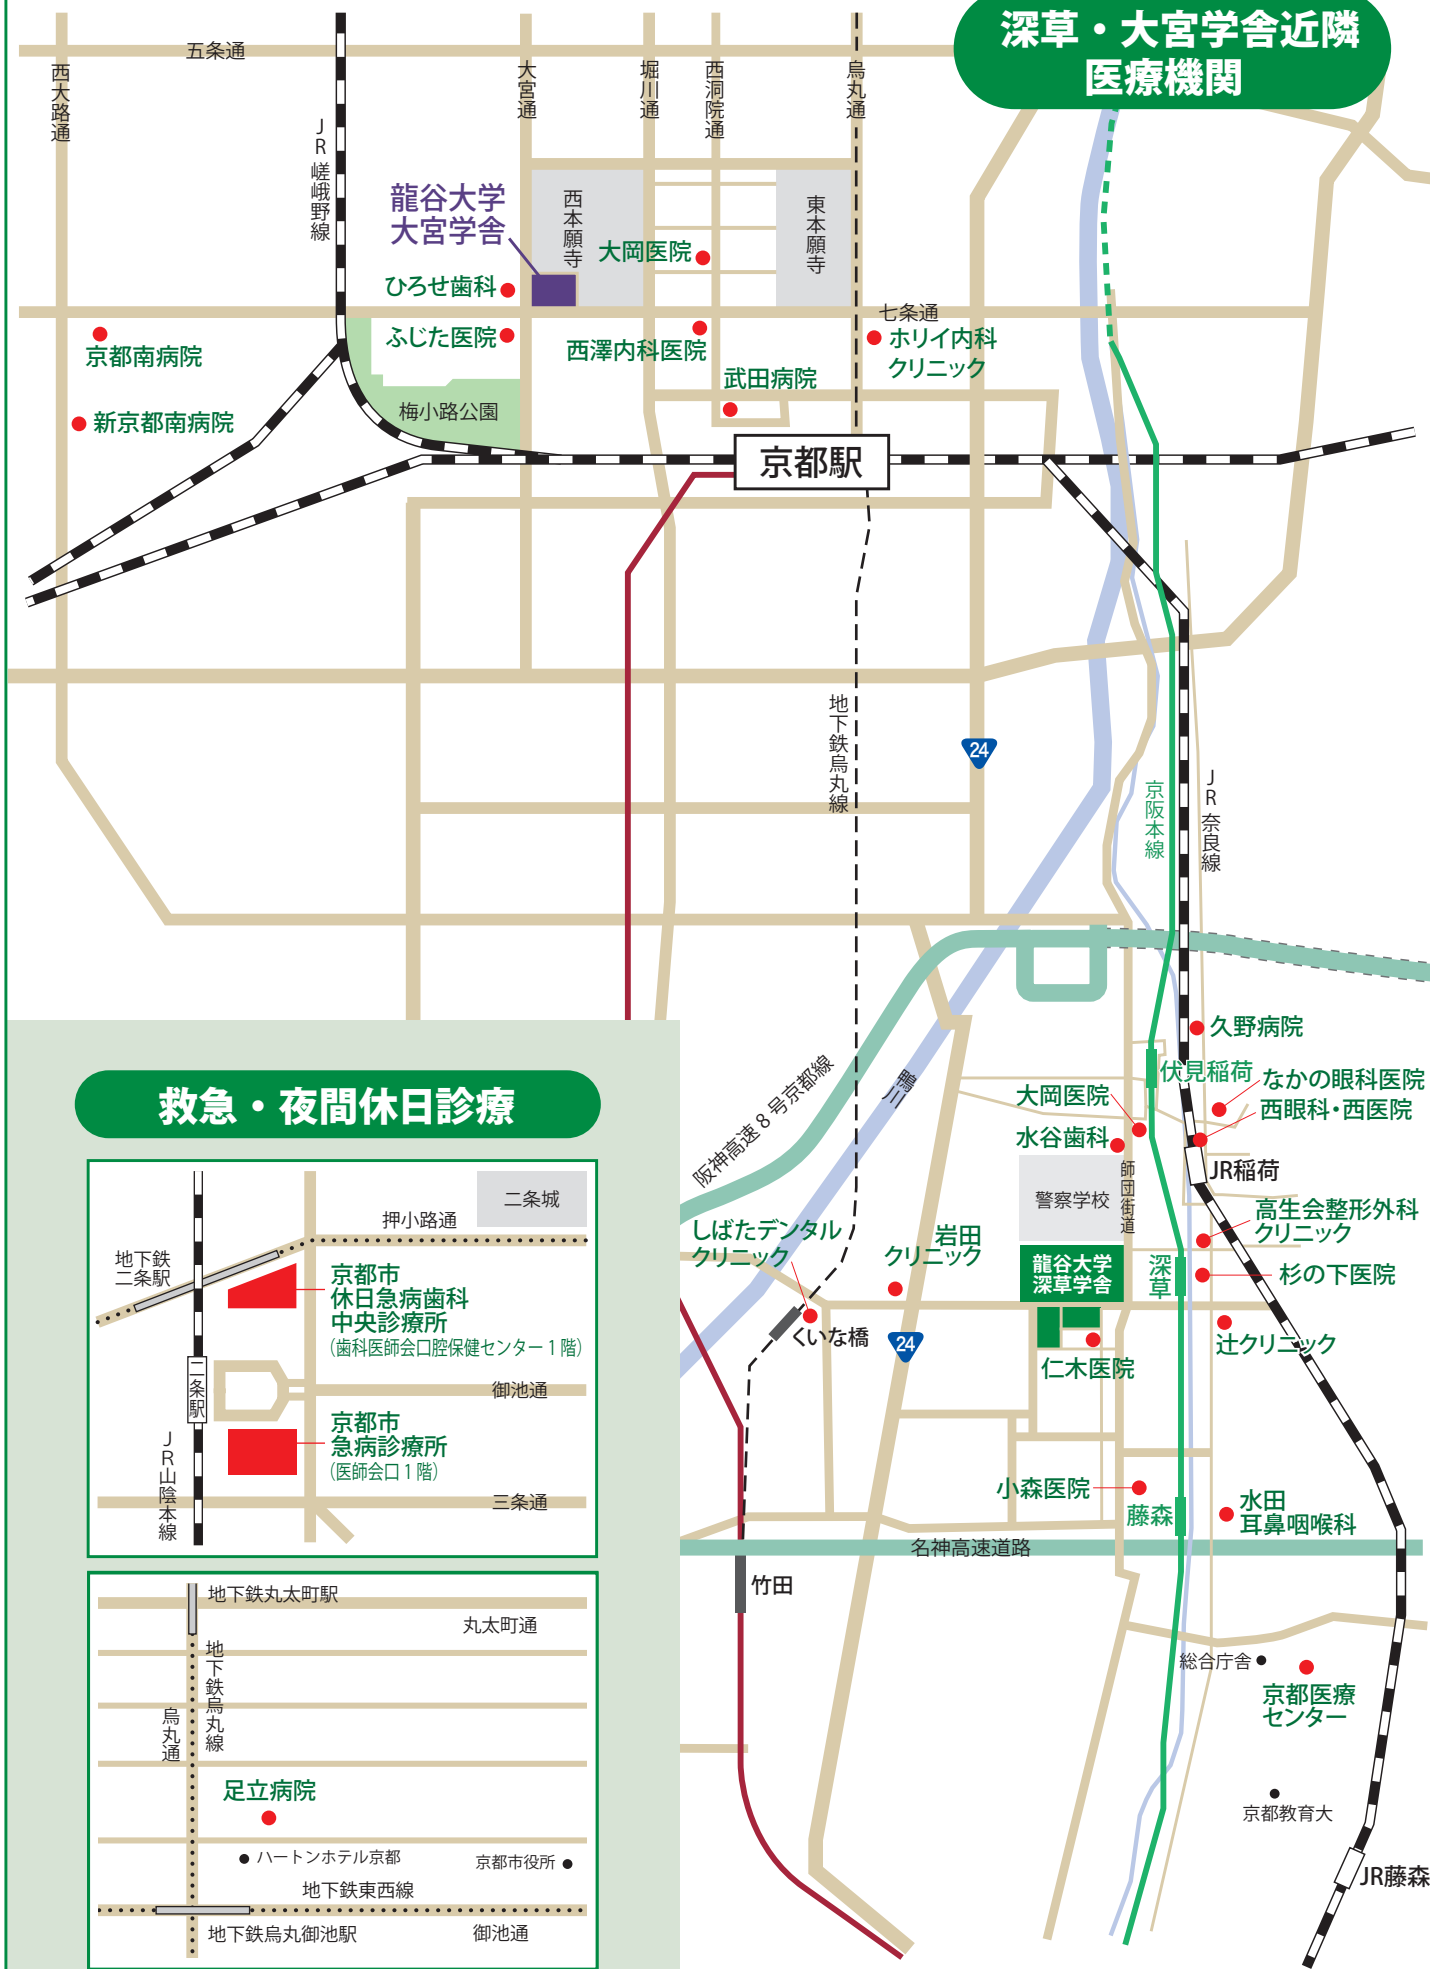 深草・大宮学舎近隣
医療機関
五条通
西大路通
JR嵯峨野線
大宮通
堀川通
西洞院通
烏丸通
龍谷大学
大宮学舎
西本願寺
東本願寺
大岡医院
ひろせ歯科
七条通
京都南病院
ふじた医院
西澤内科医院
ホリイ内科
クリニック
武田病院
新京都南病院
梅小路公園
京都駅
地下鉄烏丸線
24
京阪本線
JR奈良線
久野病院
伏見稲荷
なかの眼科医院
西眼科・西医院
大岡医院
水谷歯科
鴨川
阪神高速8号京都線
JR稲荷
警察学校
師団街道
高生会整形外科
クリニック
しばたデンタル
クリニック
岩田
クリニック
龍谷大学
深草学舎
深草
杉の下医院
くいな橋
24
辻クリニック
仁木医院
小森医院
藤森
水田
耳鼻咽喉科
名神高速道路
竹田
総合庁舎
京都医療
センター
京都教育大
JR藤森
救急・夜間休日診療
二条城
押小路通
地下鉄
二条駅
京都市
休日急病歯科
中央診療所
(歯科医師会口腔保健センター1階)
二条駅
御池通
京都市
急病診療所
(医師会口1階)
JR山陰本線
三条通
地下鉄丸太町駅
丸太町通
地下鉄烏丸線
烏丸通
足立病院
ハートンホテル京都
京都市役所
地下鉄東西線
地下鉄烏丸御池駅
御池通